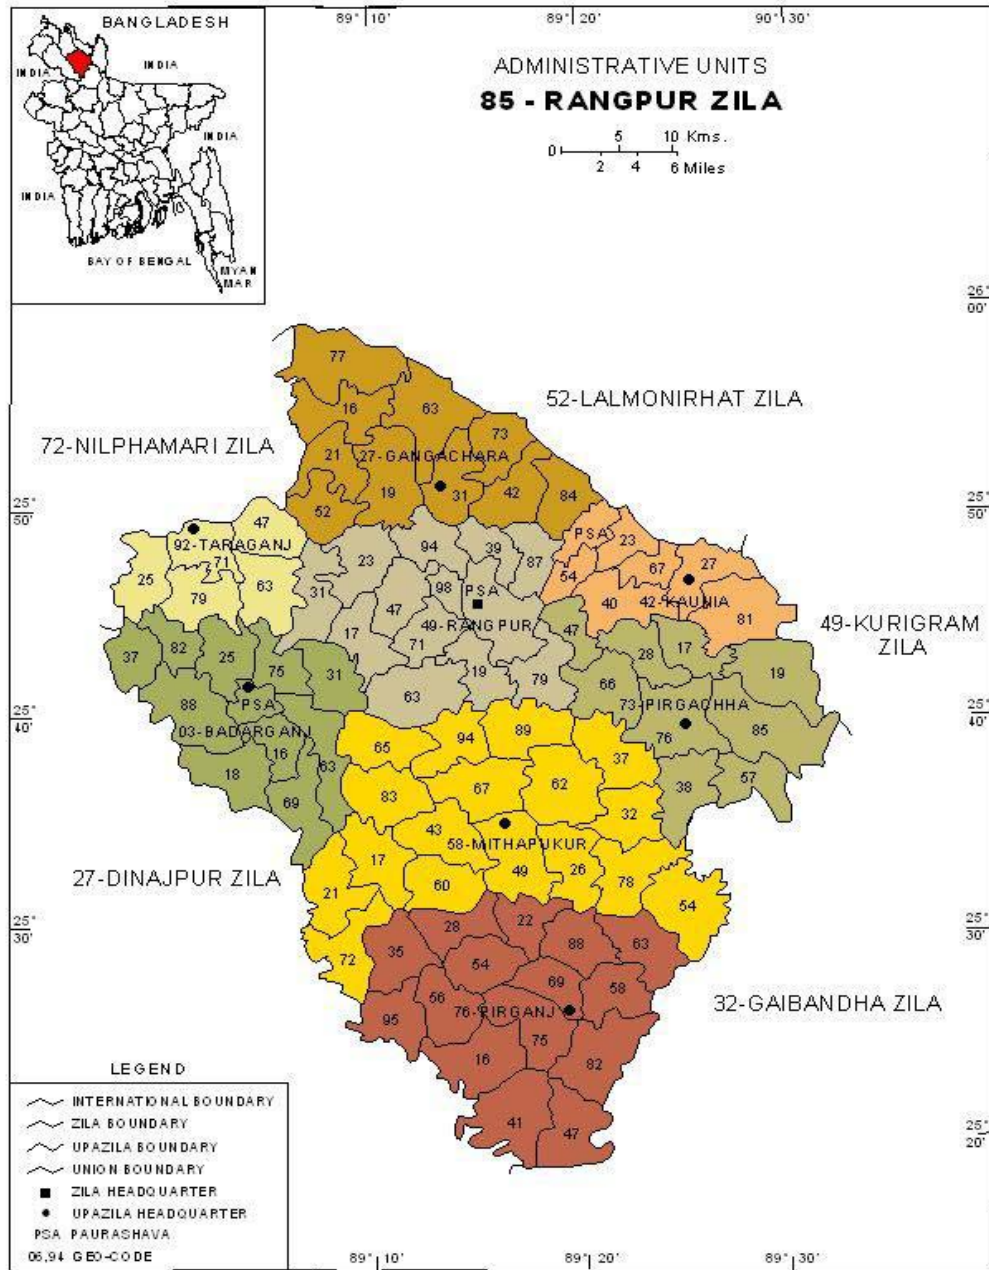 BANGLADESH
INDIA
INDIA
INDIA
INDIA
BAY OF BENGAL
MYAN
MAR
89° 10'
89° 20'
90° 30'
ADMINISTRATIVE UNITS
85 - RANGPUR ZILA
5 10 Kms.
0
2 4 6 Miles
26°
00'
52-LALMONIRHAT ZILA
72-NILPHAMARI ZILA
77
16 63
73
21 27-GANGACHARA
52 19 31 42 84
25°
50'
25°
50'
47
92-TARAGANJ
71
25 79 63
23 94 39 87
31 98 PSA
47
49-RANGPUR
17 71
63 19 79
PSA 23
54 67 27
40 42-KAUNIA
81
49-KURIGRAM
ZILA
37 82 25 75 31
88 PSA
03-BADARGANJ
16
18 63
69
47 28 17
66 19
73-PIRGACHHA
76 85
38 57
25°
40'
25°
40'
65 94 89 37
83 67 62
32
43
58-MITHAPUKUR
17
21 60 49 26 78
54
72
27-DINAJPUR ZILA
25°
30'
25°
30'
28 22
35 88 63
54
69 58
56
76-PIRGANJ
95
75
16 82
41 47
32-GAIBANDHA ZILA
25°
20'
LEGEND
INTERNATIONAL BOUNDARY
ZILA BOUNDARY
UPAZILA BOUNDARY
UNION BOUNDARY
ZILA HEADQUARTER
UPAZILA HEADQUARTER
PSA PAURASHAVA
06,94 GEO-CODE
89° 10'
89° 20'
89° 30'